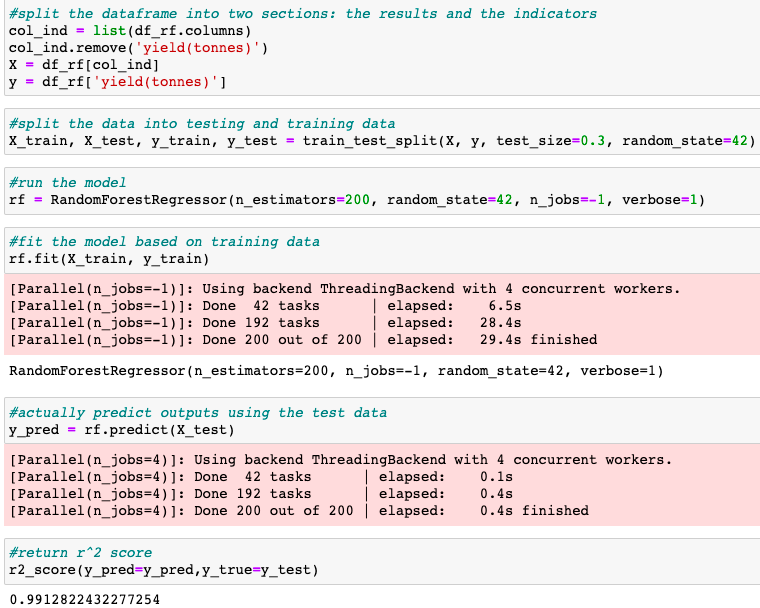 #split the dataframe into two sections: the results and the indicators
col_ind = list(df_rf.columns)
col_ind.remove('yield(tonnes)')
X = df_rf[col_ind]
y = df_rf['yield(tonnes)']
#split the data into testing and training data
X_train, X_test, y_train, y_test = train_test_split(X, y, test_size=0.3, random_state=42)
#run the model
rf = RandomForestRegressor(n_estimators=200, random_state=42, n_jobs=-1, verbose=1)
#fit the model based on training data
rf.fit(X_train, y_train)
[Parallel(n_jobs=-1)]: Using backend ThreadingBackend with 4 concurrent workers.
[Parallel(n_jobs=-1)]: Done  42 tasks      | elapsed:    6.5s
[Parallel(n_jobs=-1)]: Done 192 tasks      | elapsed:   28.4s
[Parallel(n_jobs=-1)]: Done 200 out of 200 | elapsed:   29.4s finished
RandomForestRegressor(n_estimators=200, n_jobs=-1, random_state=42, verbose=1)
#actually predict outputs using the test data
y_pred = rf.predict(X_test)
[Parallel(n_jobs=4)]: Using backend ThreadingBackend with 4 concurrent workers.
[Parallel(n_jobs=4)]: Done  42 tasks      | elapsed:    0.1s
[Parallel(n_jobs=4)]: Done 192 tasks      | elapsed:    0.4s
[Parallel(n_jobs=4)]: Done 200 out of 200 | elapsed:    0.4s finished
#return r^2 score
r2_score(y_pred=y_pred,y_true=y_test)
0.9912822432277254